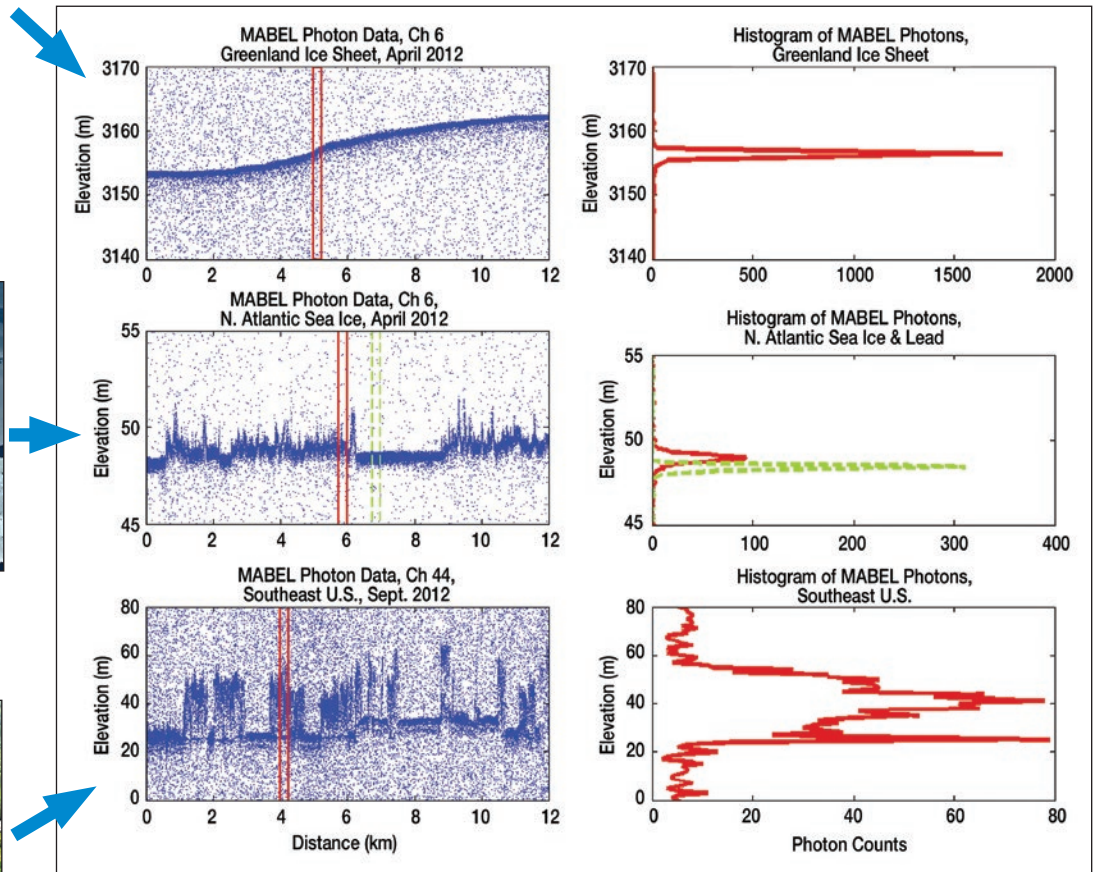 MABEL Photon Data, Ch 6
Greenland Ice Sheet, April 2012
Elevation (m)
3170
3160
3150
3140
0 2 4 6 8 10 12
Histogram of MABEL Photons,
Greenland Ice Sheet
Elevation (m)
3170
3160
3150
3140
0 500 1000 1500 2000
MABEL Photon Data, Ch 6,
N. Atlantic Sea Ice, April 2012
Elevation (m)
55
50
45
0 2 4 6 8 10 12
Histogram of MABEL Photons,
N. Atlantic Sea Ice & Lead
Elevation (m)
55
50
45
0 100 200 300 400
MABEL Photon Data, Ch 44,
Southeast U.S., Sept. 2012
Elevation (m)
80
60
40
20
0
0 2 4 6 8 10 12
Distance (km)
Histogram of MABEL Photons,
Southeast U.S.
Elevation (m)
80
60
40
20
0
0 20 40 60 80
Photon Counts